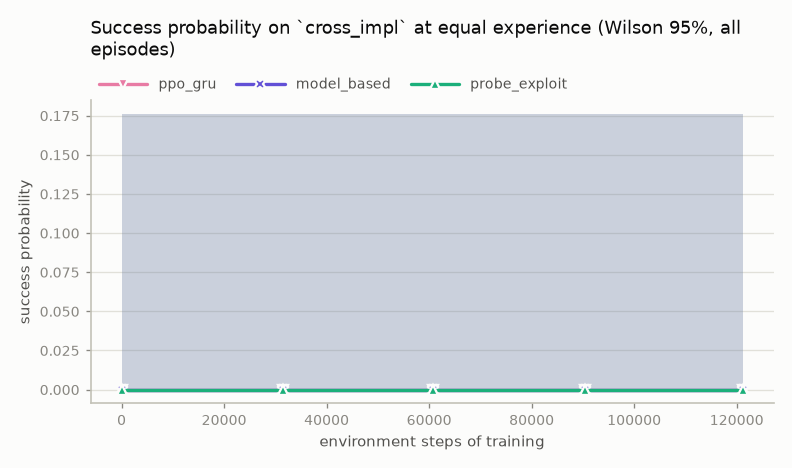 Success probability on `cross_impl` at equal experience (Wilson 95%, all
episodes)
ppo_gru model_based probe_exploit
0.175
0.150
0.125
0.100
0.075
0.050
0.025
0.000
success probability
0 20000 40000 60000 80000 100000 120000
environment steps of training